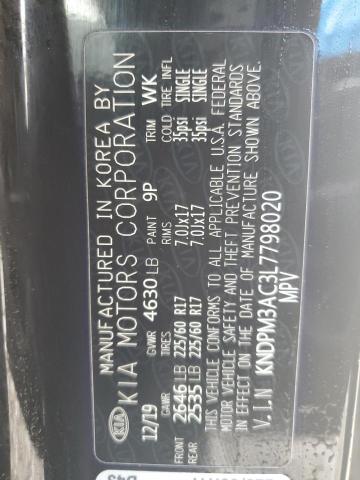 KIA
MANUFACTURED IN KOREA BY
KIA MOTORS CORPORATION
12/19 GVWR 4630 LB PAINT 9P TRIM WK
GAWR TIRES RIMS COLD TIRE INFL
FRONT 2646 LB 225/60 R17 7.0JX17 35psi SINGLE
REAR 2535 LB 225/60 R17 7.0JX17 35psi SINGLE
THIS VEHICLE CONFORMS TO ALL APPLICABLE U.S.A. FEDERAL
MOTOR VEHICLE SAFETY AND THEFT PREVENTION STANDARDS
IN EFFECT ON THE DATE OF MANUFACTURE SHOWN ABOVE.
V.I.N KNDPM3AC3L7798020
MPV